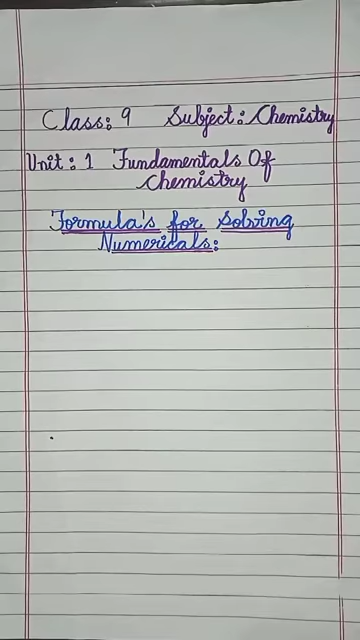 Class: 9 Subject: Chemistry
Unit: 1 Fundamentals Of
Chemistry
Formula's for Solving
Numericals: